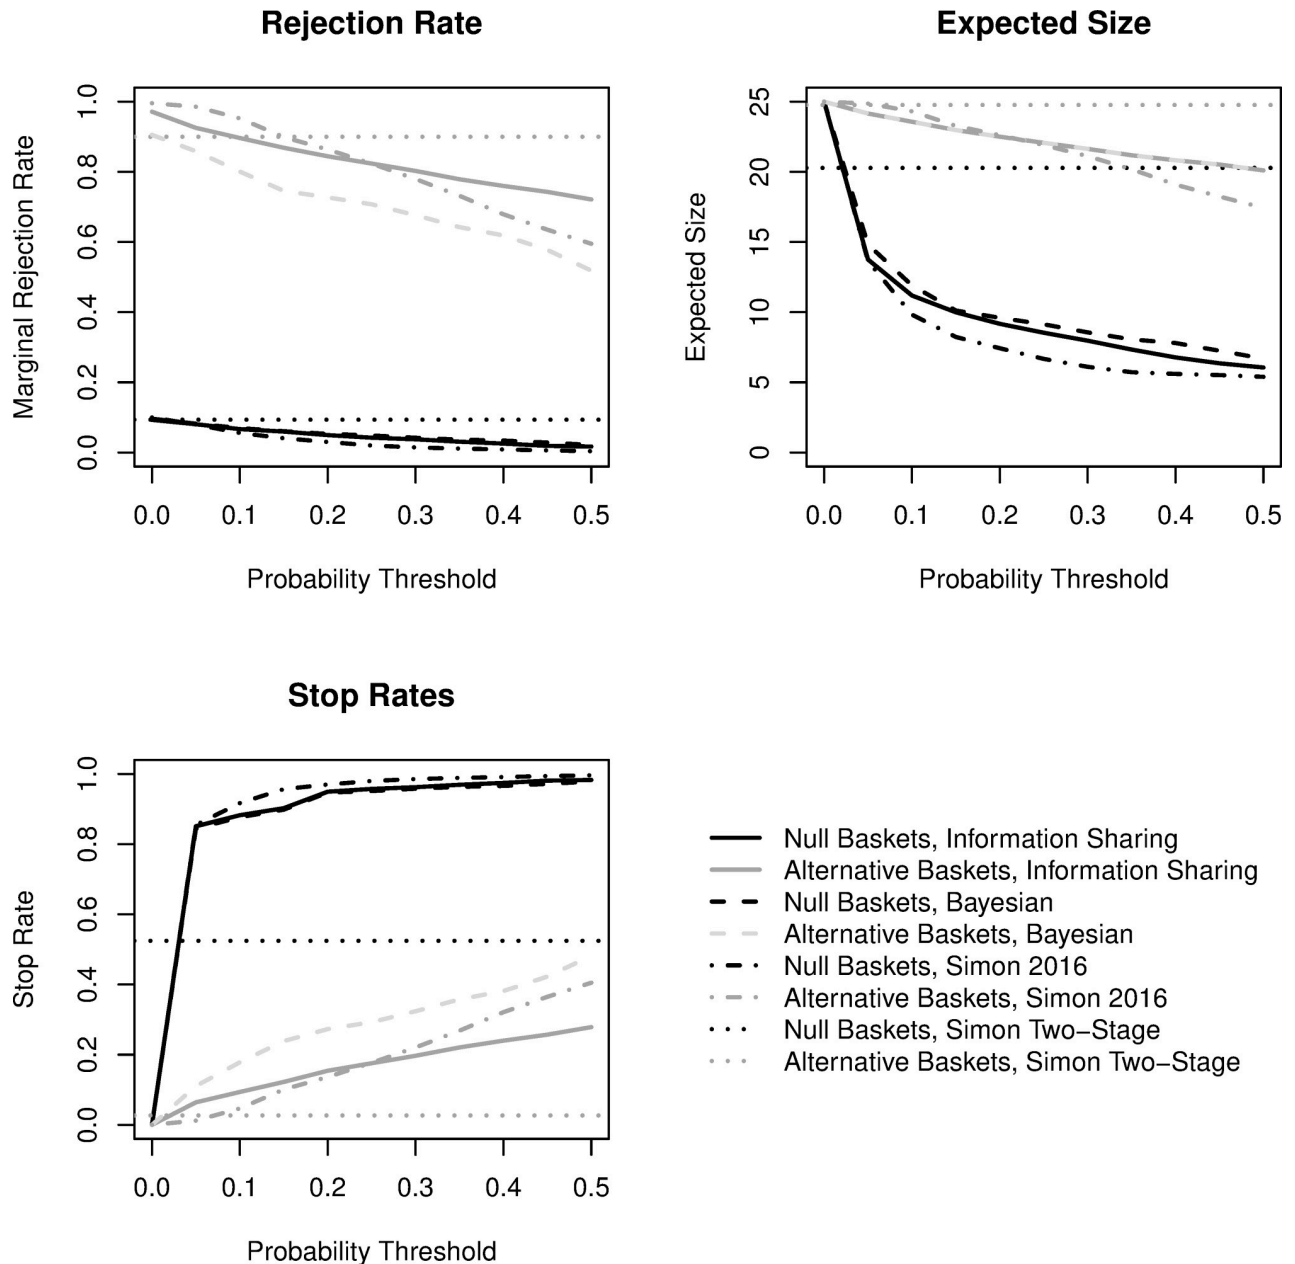 Rejection Rate
Marginal Rejection Rate
1.0
0.8
0.6
0.4
0.2
0.0
0.0 0.1 0.2 0.3 0.4 0.5
Probability Threshold
Expected Size
Expected Size
25
20
15
10
5
0
0.0 0.1 0.2 0.3 0.4 0.5
Probability Threshold
Stop Rates
Stop Rate
1.0
0.8
0.6
0.4
0.2
0.0
0.0 0.1 0.2 0.3 0.4 0.5
Probability Threshold
Null Baskets, Information Sharing
Alternative Baskets, Information Sharing
Null Baskets, Bayesian
Alternative Baskets, Bayesian
Null Baskets, Simon 2016
Alternative Baskets, Simon 2016
Null Baskets, Simon Two−Stage
Alternative Baskets, Simon Two−Stage